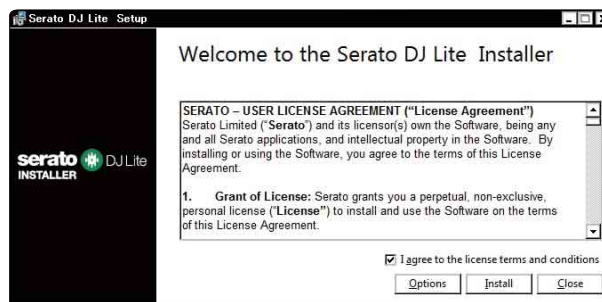 Serato DJ Lite Setup
Welcome to the Serato DJ Lite Installer
SERATO – USER LICENSE AGREEMENT (“License Agreement”)
Serato Limited (“Serato”) and its licensor(s) own the Software, being any
and all Serato applications, and intellectual property in the Software. By
installing or using the Software, you agree to the terms of this License
Agreement.
1. Grant of License: Serato grants you a perpetual, non-exclusive,
personal license (“License”) to install and use the Software on the terms
of this License Agreement.
serato DJ Lite
INSTALLER
I agree to the license terms and conditions
Options Install Close